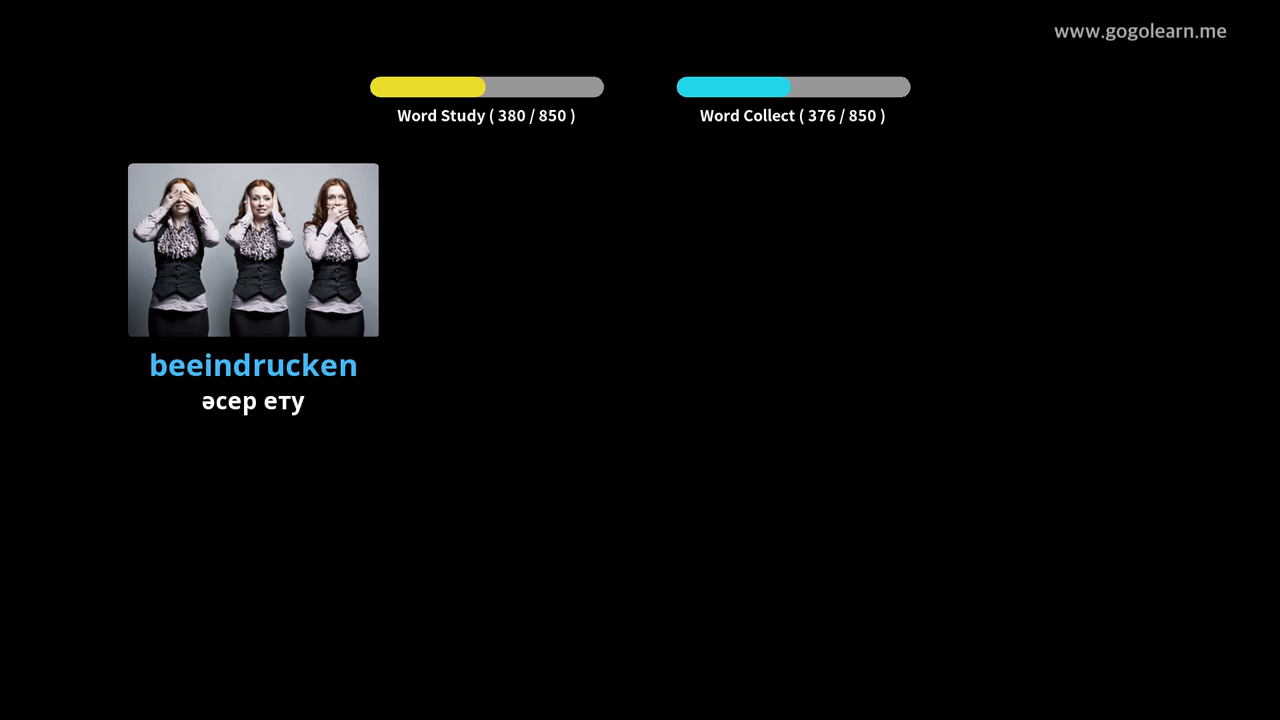 www.gogolearn.me
Word Study ( 380 / 850 )
Word Collect ( 376 / 850 )
beeindrucken
әсер ету